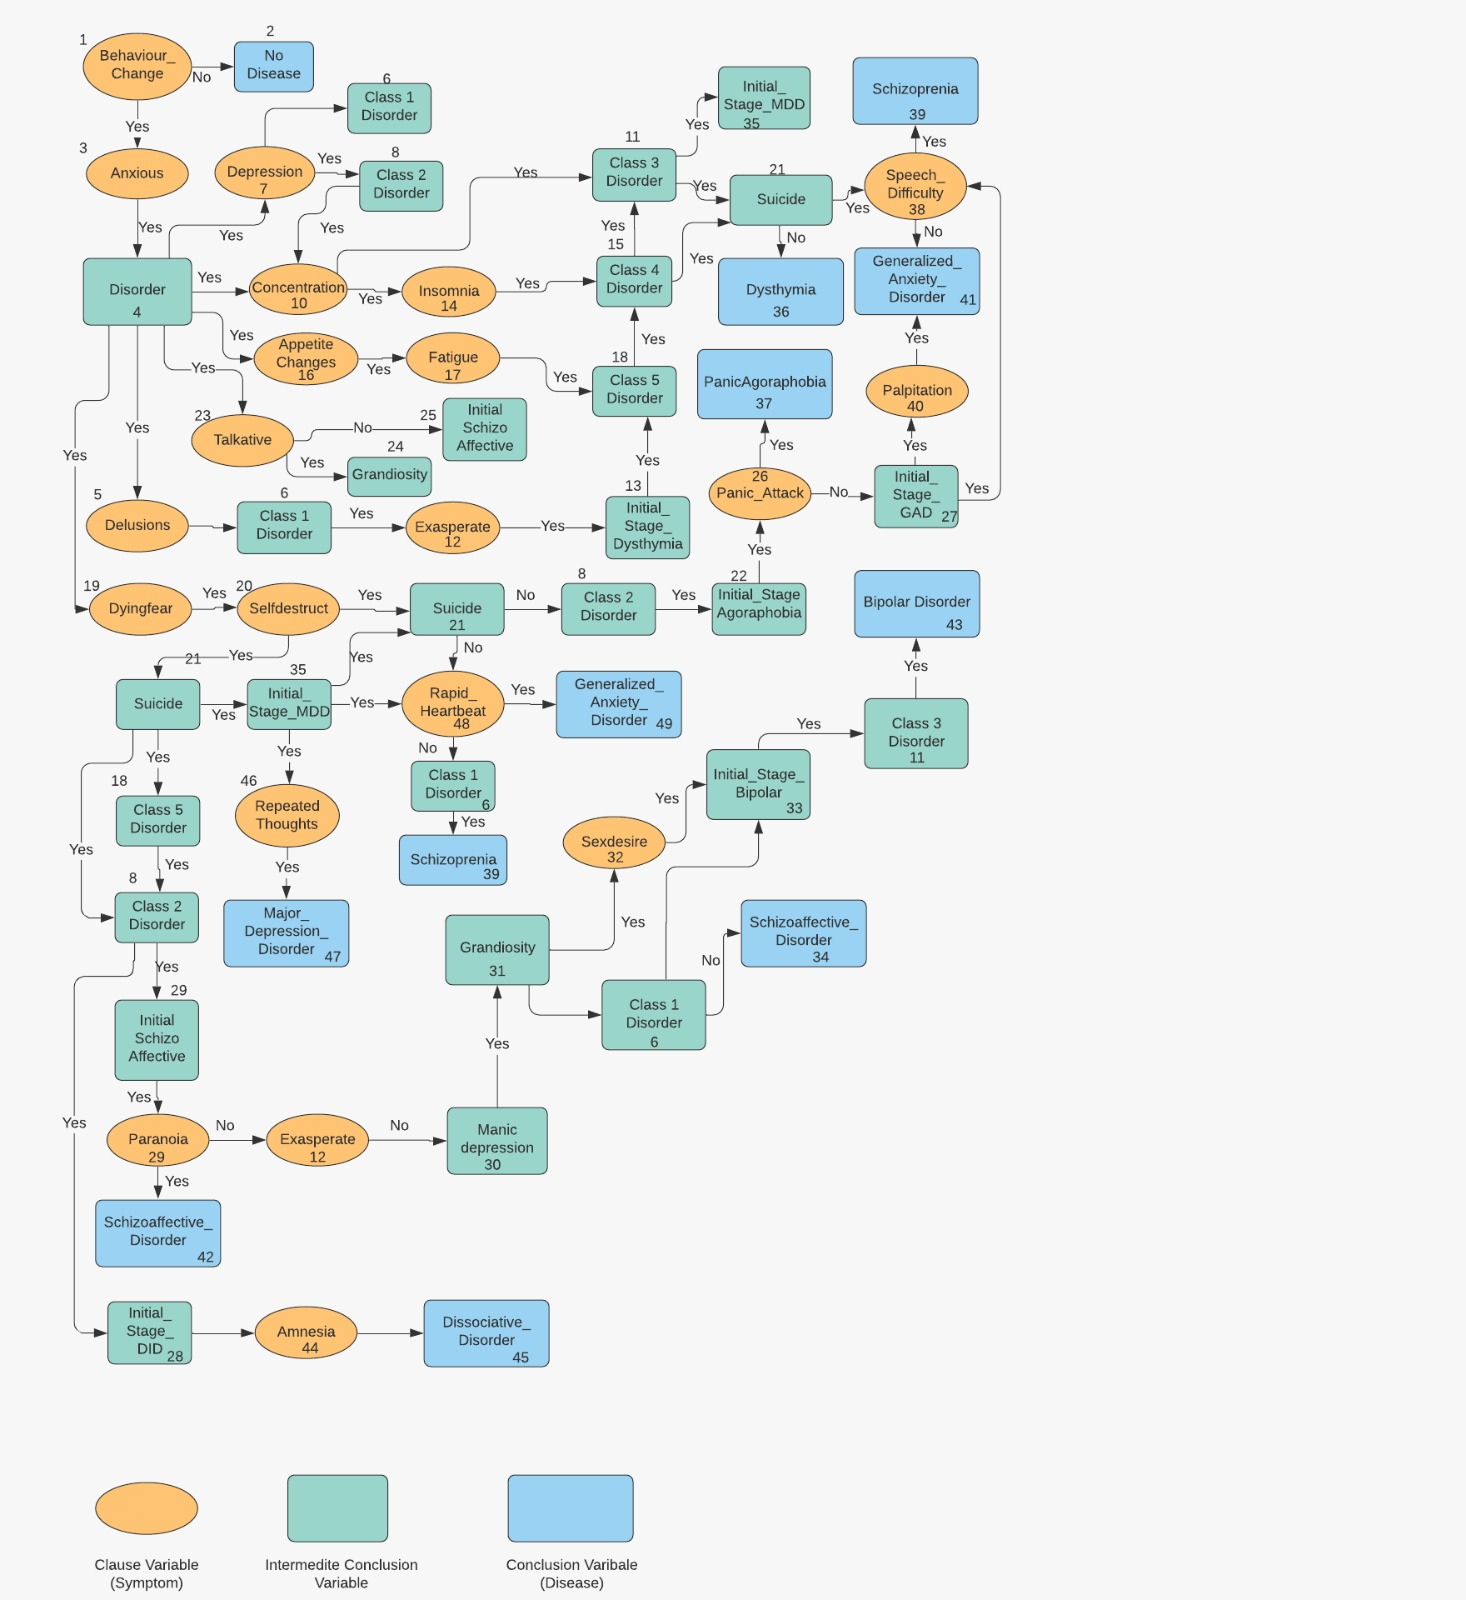 1
Behaviour_
Change
No
2
No
Disease
Yes
3
Anxious
Yes
Disorder
4
Yes
Depression
7
6
Class 1
Disorder
Yes
8
Class 2
Disorder
Yes
Yes
Concentration
10
Yes
Yes
Insomnia
14
Yes
Yes
Appetite
Changes
16
Yes
Fatigue
17
Yes
11
Class 3
Disorder
Yes
15
Class 4
Disorder
Yes
18
Class 5
Disorder
Yes
13
Initial_
Stage_
Dysthymia
Yes
Initial_
Stage_MDD
35
Yes
Yes
21
Suicide
No
Dysthymia
36
Yes
Speech_
Difficulty
38
Yes
Schizoprenia
39
No
Generalized_
Anxiety_
Disorder
41
Yes
Palpitation
40
Yes
Initial_
Stage_
GAD
27
Yes
PanicAgoraphobia
37
Yes
26
Panic_Attack
No
Yes
Yes
23
Talkative
No
25
Initial
Schizo
Affective
Yes
24
Grandiosity
Yes
Yes
5
Delusions
6
Class 1
Disorder
Yes
Exasperate
12
Yes
19
Dyingfear
Yes
20
Selfdestruct
Yes
Suicide
21
No
8
Class 2
Disorder
Yes
22
Initial_Stage
Agoraphobia
Bipolar Disorder
43
Yes
Class 3
Disorder
11
21
Yes
Suicide
Yes
35
Initial_
Stage_MDD
Yes
Yes
No
Rapid_
Heartbeat
48
Yes
Generalized_
Anxiety_
Disorder
49
No
Class 1
Disorder
6
Yes
Schizoprenia
39
Yes
46
Repeated
Thoughts
Yes
Major_
Depression_
Disorder
47
Yes
18
Class 5
Disorder
Yes
Yes
8
Class 2
Disorder
Yes
29
Initial
Schizo
Affective
Yes
Paranoia
29
No
Exasperate
12
No
Manic
depression
30
Yes
Grandiosity
31
Yes
Sexdesire
32
Yes
Initial_Stage_
Bipolar
33
Yes
Class 1
Disorder
6
No
Schizoaffective_
Disorder
34
Yes
Schizoaffective_
Disorder
42
Yes
Initial_
Stage_
DID
28
Amnesia
44
Dissociative_
Disorder
45
Clause Variable
(Symptom)
Intermedite Conclusion
Variable
Conclusion Varibale
(Disease)